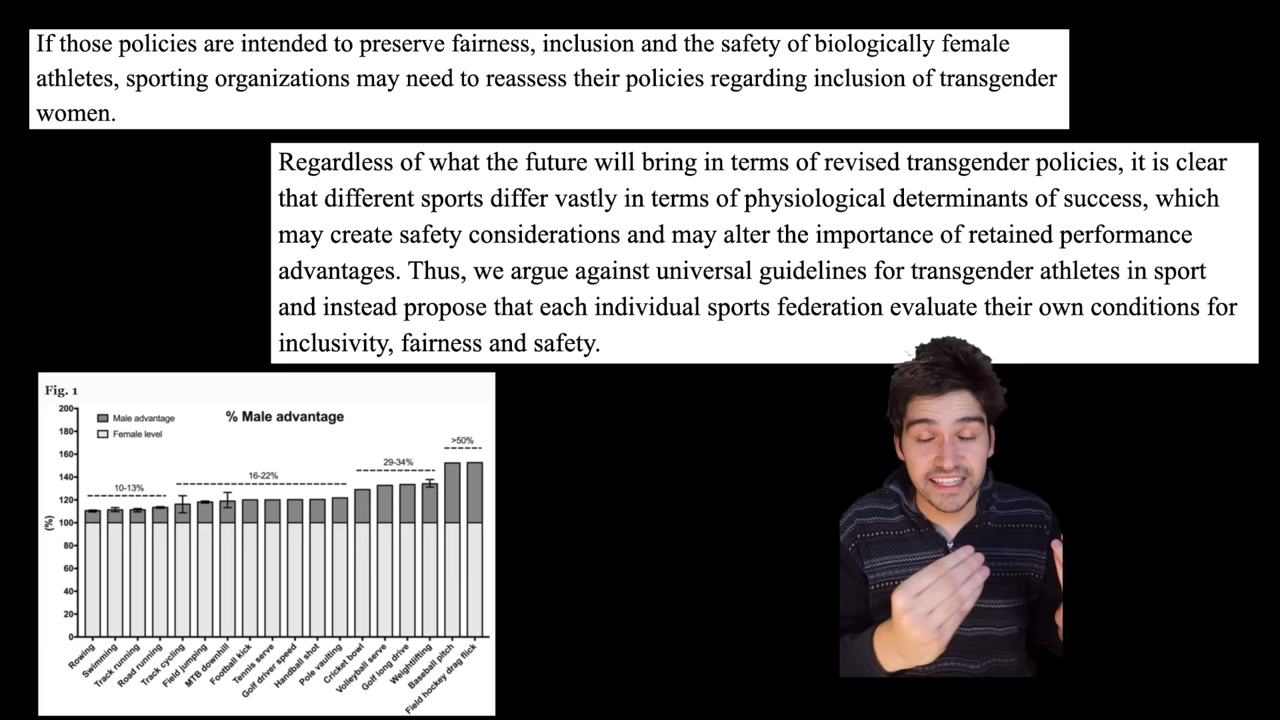 If those policies are intended to preserve fairness, inclusion and the safety of biologically female
athletes, sporting organizations may need to reassess their policies regarding inclusion of transgender
women.
Regardless of what the future will bring in terms of revised transgender policies, it is clear
that different sports differ vastly in terms of physiological determinants of success, which
may create safety considerations and may alter the importance of retained performance
advantages. Thus, we argue against universal guidelines for transgender athletes in sport
and instead propose that each individual sports federation evaluate their own conditions for
inclusivity, fairness and safety.
Fig. 1
% Male advantage
Male advantage
Female level
200
180
160
140
120
100
80
60
40
20
0
(%)
10-13%
16-22%
29-34%
>50%
Rowing
Swimming
Track running
Road running
Track cycling
Field jumping
MTB downhill
Football kick
Tennis serve
Golf driver speed
Handball shot
Pole vaulting
Cricket bowl
Volleyball serve
Golf long drive
Weightlifting
Baseball pitch
Field hockey drag flick